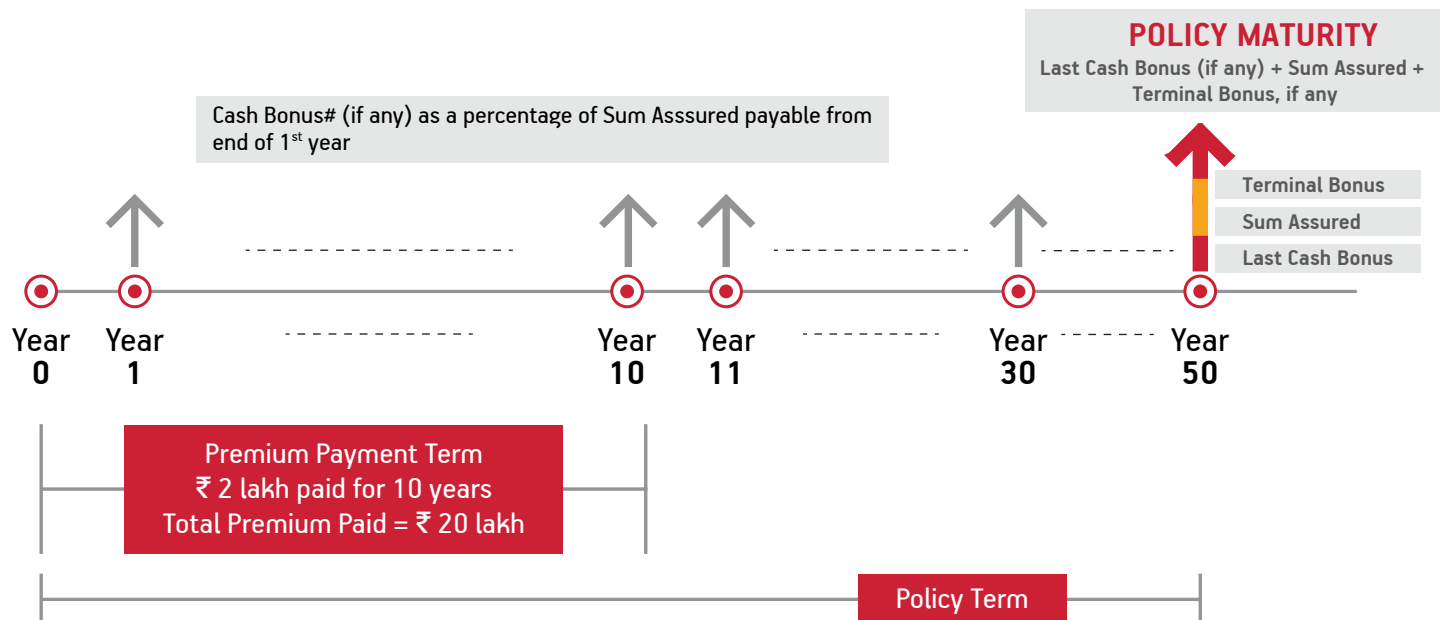 POLICY MATURITY
Last Cash Bonus (if any) + Sum Assured +
Terminal Bonus, if any
Cash Bonus# (if any) as a percentage of Sum Asssured payable from
end of 1st year
Terminal Bonus
Sum Assured
Last Cash Bonus
Year
0
Year
1
Year
10
Year
11
Year
30
Year
50
Premium Payment Term
₹ 2 lakh paid for 10 years
Total Premium Paid = ₹ 20 lakh
Policy Term